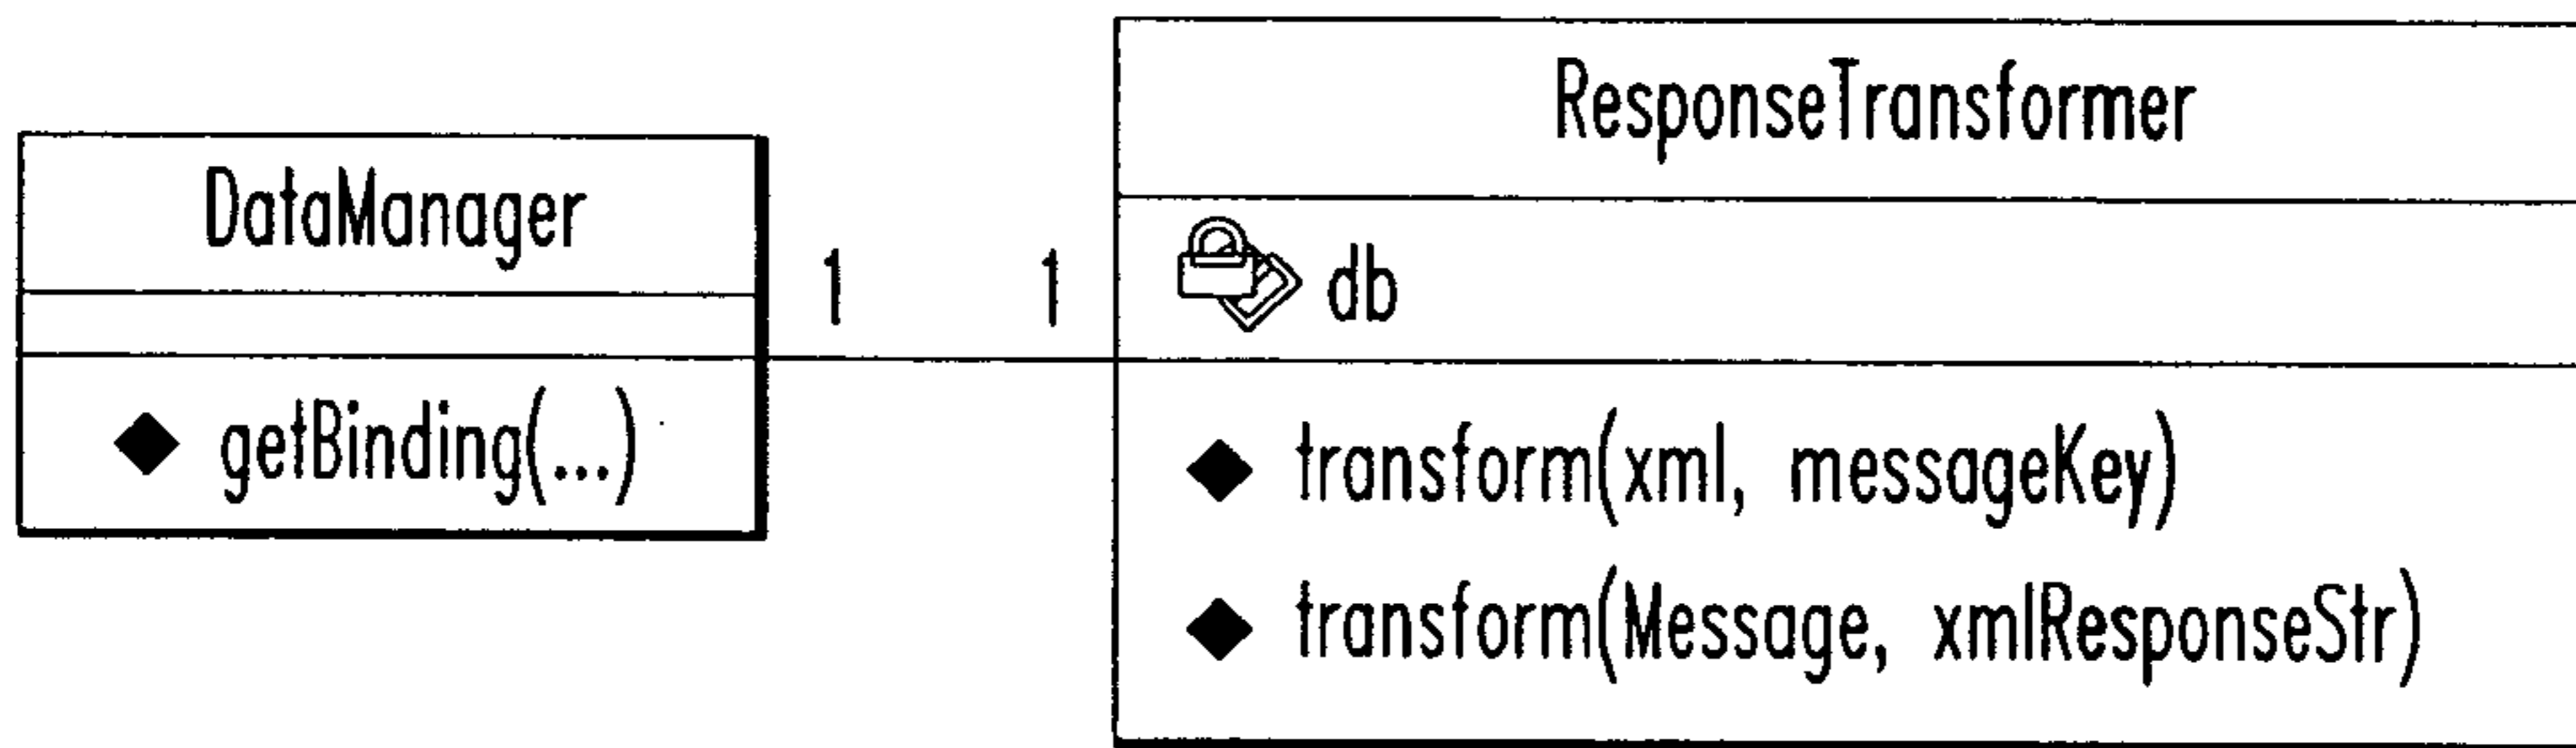 DataManager
getBinding(...)
1 1
ResponseTransformer
db
transform(xml, messageKey)
transform(Message, xmlResponseStr)